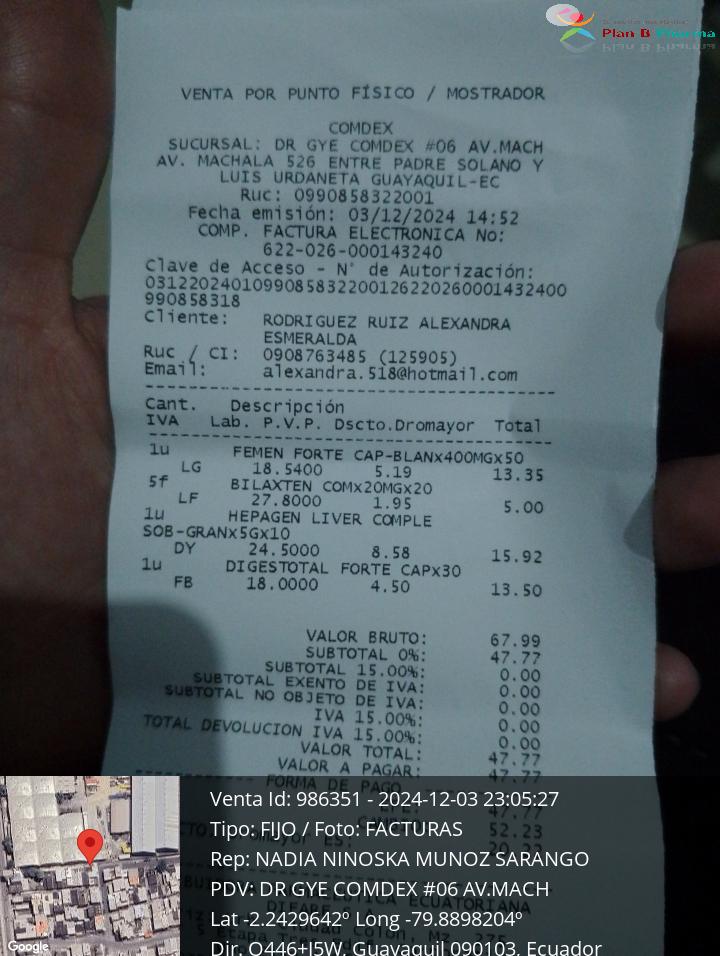 Plan B Pharma
VENTA POR PUNTO FÍSICO / MOSTRADOR
COMDEX
SUCURSAL: DR GYE COMDEX #06 AV.MACH
AV. MACHALA 526 ENTRE PADRE SOLANO Y
LUIS URDANETA GUAYAQUIL-EC
Ruc: 0990858322001
Fecha emisión: 03/12/2024 14:52
COMP. FACTURA ELECTRONICA No:
622-026-000143240
Clave de Acceso - N° de Autorización:
0312202401099085832200126220260001432400
990858318
Cliente: RODRIGUEZ RUIZ ALEXANDRA
ESMERALDA
Ruc / CI: 0908763485 (125905)
Email: alexandra.518@hotmail.com
Cant. Descripción
IVA Lab. P.V.P. Dscto.Dromayor Total
1u FEMEN FORTE CAP-BLANx400MGx50
LG 18.5400 5.19 13.35
5f BILAXTEN COMx20MGx20
LF 27.8000 1.95 5.00
1u HEPAGEN LIVER COMPLE
SOB-GRANx5Gx10
DY 24.5000 8.58 15.92
1u DIGESTOTAL FORTE CAPx30
FB 18.0000 4.50 13.50
VALOR BRUTO: 67.99
SUBTOTAL 0%: 47.77
SUBTOTAL 15.00%: 0.00
SUBTOTAL EXENTO DE IVA: 0.00
SUBTOTAL NO OBJETO DE IVA: 0.00
IVA 15.00%: 0.00
TOTAL DEVOLUCION IVA 15.00%: 0.00
VALOR TOTAL: 47.77
VALOR A PAGAR: 47.77
FORMA DE PAGO
47.77
52.23
Venta Id: 986351 - 2024-12-03 23:05:27
Tipo: FIJO / Foto: FACTURAS
Rep: NADIA NINOSKA MUNOZ SARANGO
PDV: DR GYE COMDEX #06 AV.MACH
Lat -2.2429642º Long -79.8898204º
Dir. Q446+J5W, Guayaquil 090103, Ecuador
Google